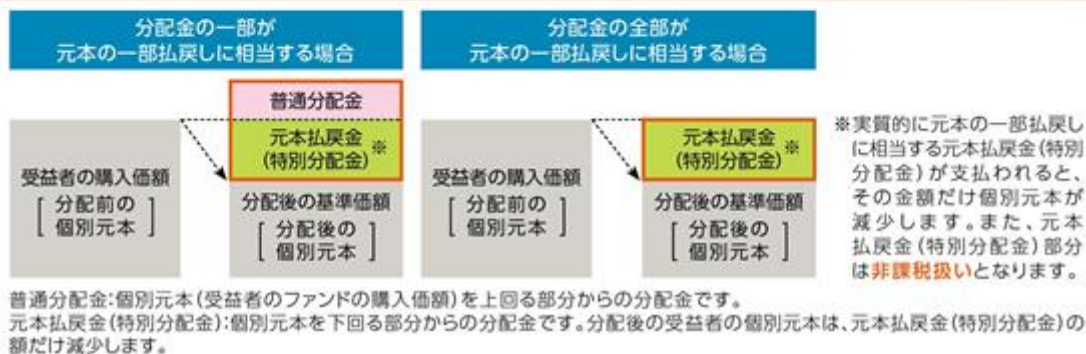 分配金の一部が
元本の一部払戻しに相当する場合
分配金の全部が
元本の一部払戻しに相当する場合
受益者の購入価額
[ 分配前の
個別元本 ]
普通分配金
元本払戻金
(特別分配金) ※
分配後の基準価額
[ 分配後の
個別元本 ]
受益者の購入価額
[ 分配前の
個別元本 ]
元本払戻金
(特別分配金) ※
分配後の基準価額
[ 分配後の
個別元本 ]
※実質的に元本の一部払戻し
に相当する元本払戻金(特別
分配金)が支払われると、
その金額だけ個別元本が
減少します。また、元本
払戻金(特別分配金)部分
は非課税扱いとなります。
普通分配金:個別元本(受益者のファンドの購入価額)を上回る部分からの分配金です。
元本払戻金(特別分配金):個別元本を下回る部分からの分配金です。分配後の受益者の個別元本は、元本払戻金(特別分配金)の
額だけ減少します。